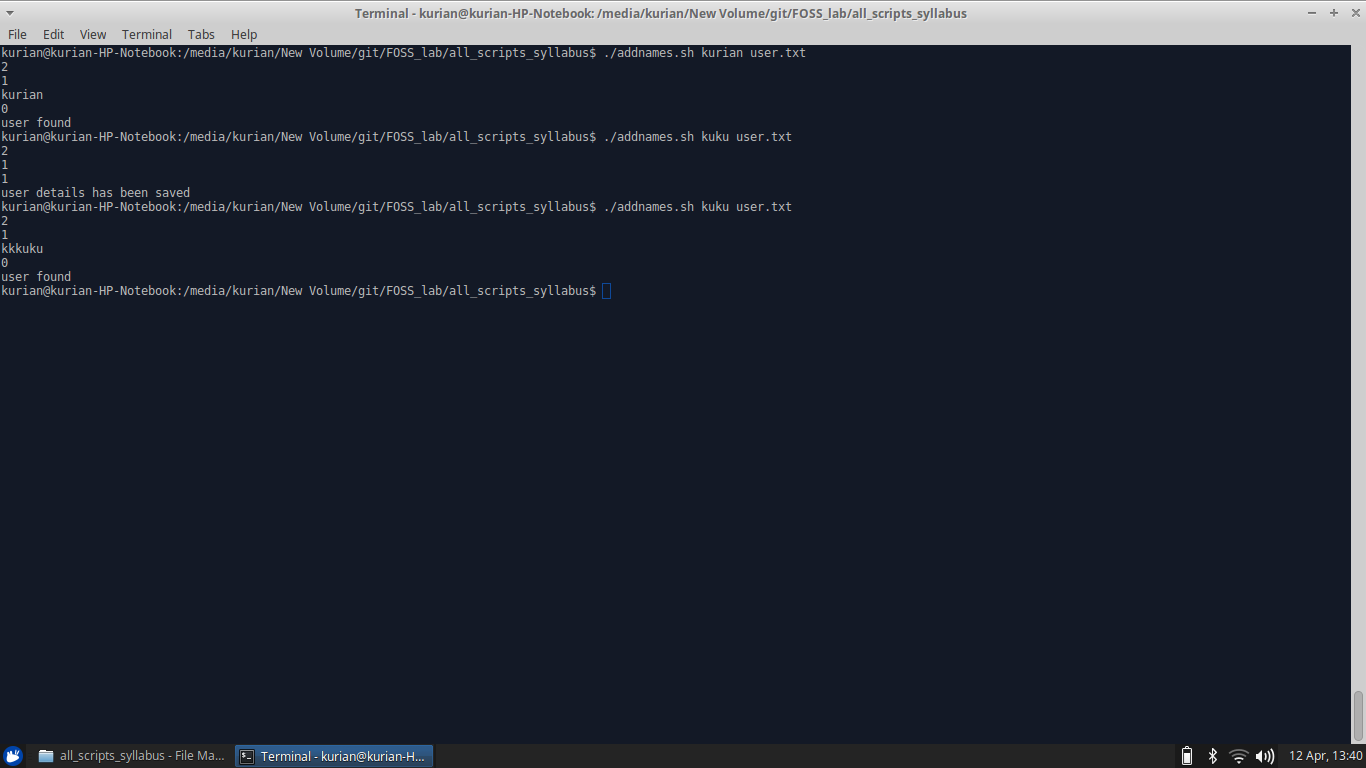 Terminal - kurian@kurian-HP-Notebook: /media/kurian/New Volume/git/FOSS_lab/all_scripts_syllabus
File Edit View Terminal Tabs Help
kurian@kurian-HP-Notebook:/media/kurian/New Volume/git/FOSS_lab/all_scripts_syllabus$ ./addnames.sh kurian user.txt
2
1
kurian
0
user found
kurian@kurian-HP-Notebook:/media/kurian/New Volume/git/FOSS_lab/all_scripts_syllabus$ ./addnames.sh kuku user.txt
2
1
1
user details has been saved
kurian@kurian-HP-Notebook:/media/kurian/New Volume/git/FOSS_lab/all_scripts_syllabus$ ./addnames.sh kuku user.txt
2
1
kkkuku
0
user found
kurian@kurian-HP-Notebook:/media/kurian/New Volume/git/FOSS_lab/all_scripts_syllabus$
all_scripts_syllabus - File Ma... Terminal - kurian@kurian-H... 12 Apr, 13:40